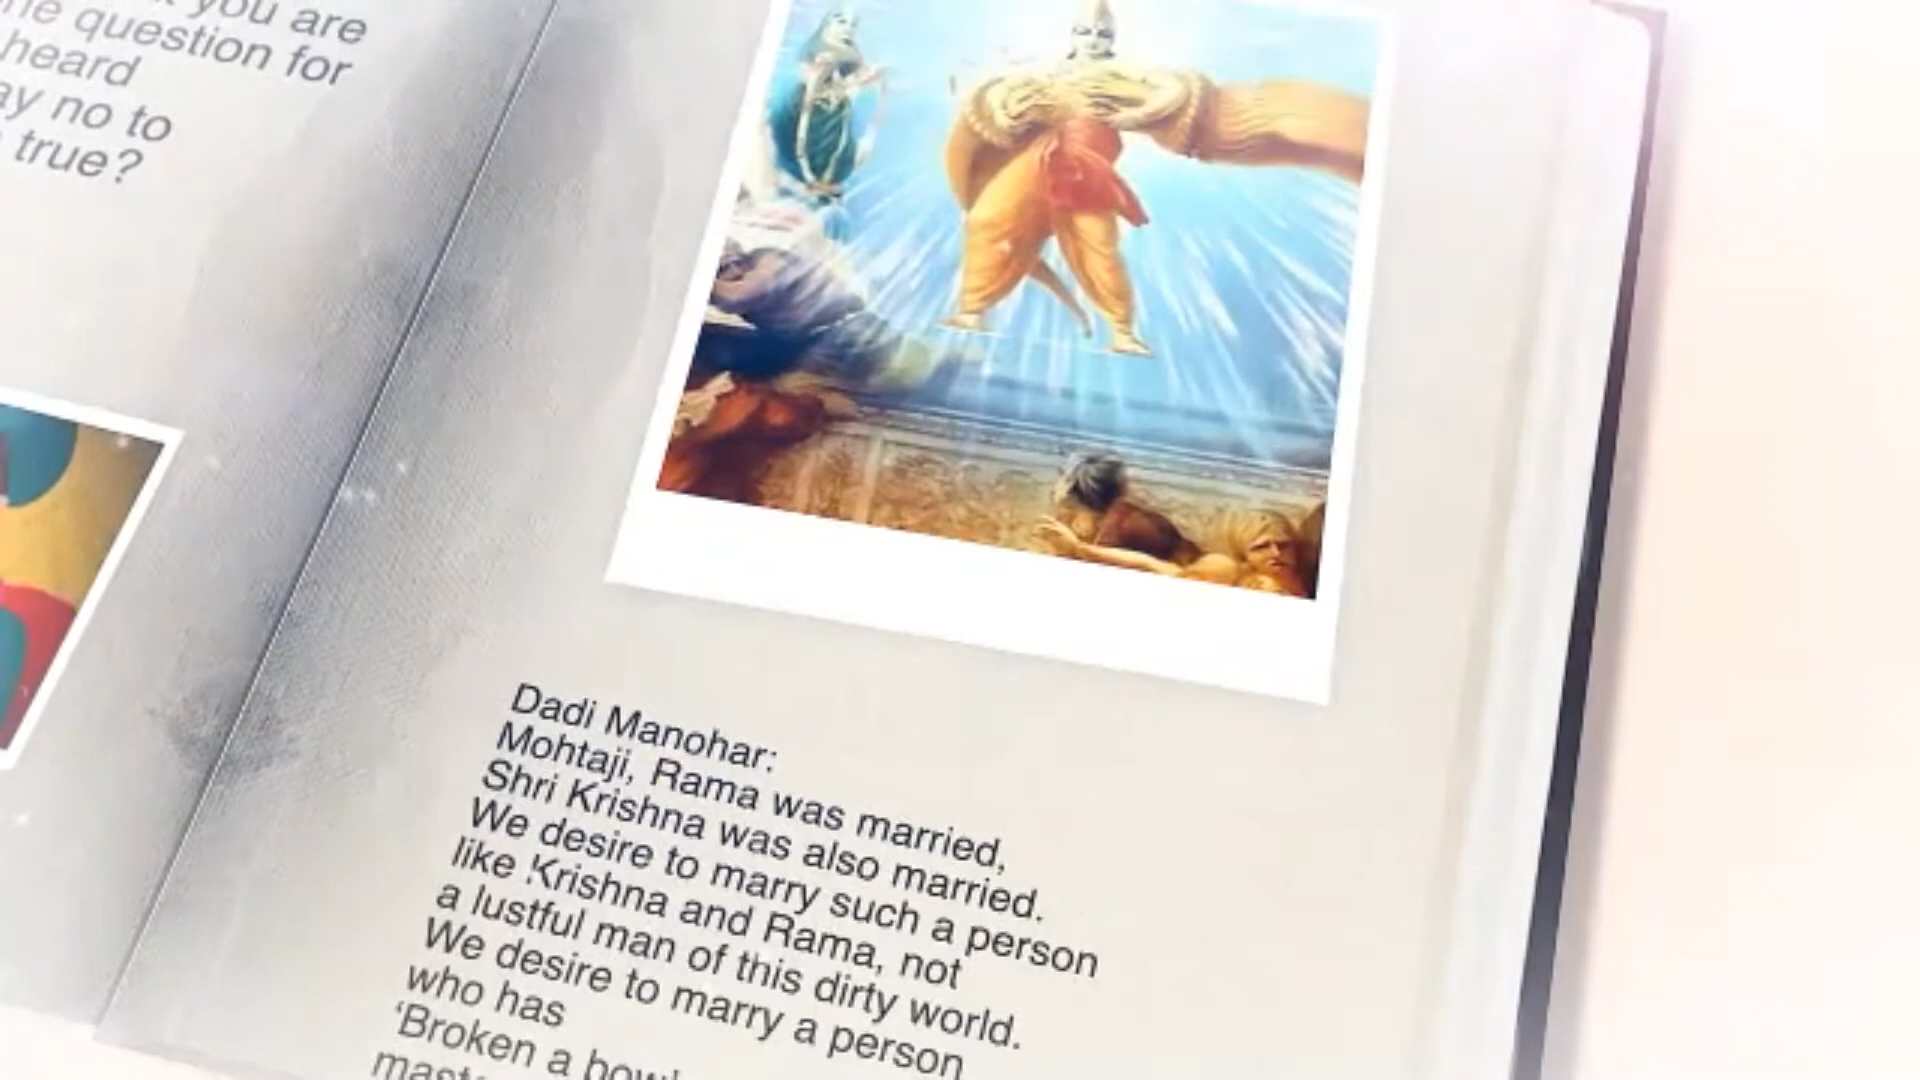 you are
question for
heard
no to
true?
Dadi Manohar:
Mohtaji, Rama was married,
Shri Krishna was also married.
We desire to marry such a person
like Krishna and Rama, not
a lustful man of this dirty world.
We desire to marry a person
who has
‘Broken a